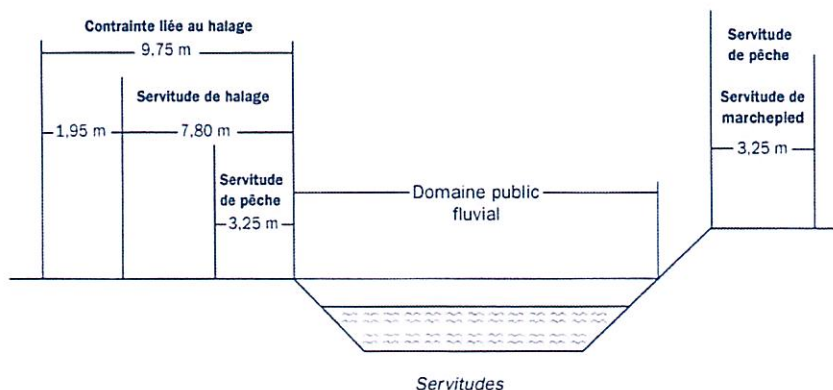 Contrainte liée au halage
9,75 m
Servitude de halage
1,95 m
7,80 m
Servitude
de pêche
3,25 m
Domaine public
fluvial
Servitude
de pêche
Servitude de
marchepied
3,25 m
Servitudes